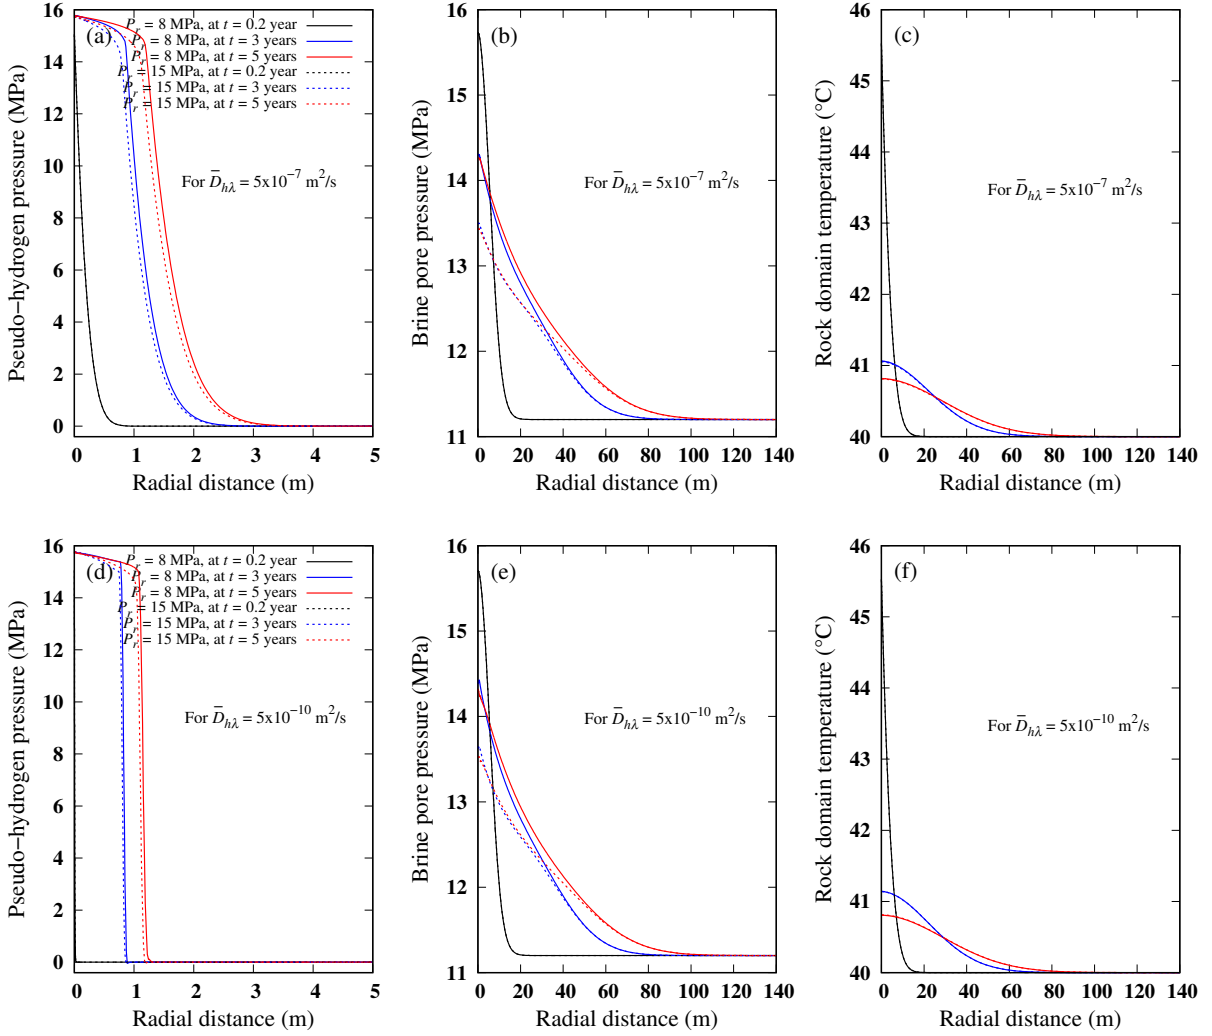 (a)
P_r = 8 MPa, at t = 0.2 year
P_r = 8 MPa, at t = 3 years
P_r = 8 MPa, at t = 5 years
P_r = 15 MPa, at t = 0.2 year
P_r = 15 MPa, at t = 3 years
P_r = 15 MPa, at t = 5 years
For D̅_hλ = 5x10⁻⁷ m²/s
16
14
12
10
8
6
4
2
0
Pseudo−hydrogen pressure (MPa)
0 1 2 3 4 5
Radial distance (m)
(b)
For D̅_hλ = 5x10⁻⁷ m²/s
16
15
14
13
12
11
Brine pore pressure (MPa)
0 20 40 60 80 100 120 140
Radial distance (m)
(c)
For D̅_hλ = 5x10⁻⁷ m²/s
46
45
44
43
42
41
40
Rock domain temperature (°C)
0 20 40 60 80 100 120 140
Radial distance (m)
(d)
P_r = 8 MPa, at t = 0.2 year
P_r = 8 MPa, at t = 3 years
P_r = 8 MPa, at t = 5 years
P_r = 15 MPa, at t = 0.2 year
P_r = 15 MPa, at t = 3 years
P_r = 15 MPa, at t = 5 years
For D̅_hλ = 5x10⁻¹⁰ m²/s
16
14
12
10
8
6
4
2
0
Pseudo−hydrogen pressure (MPa)
0 1 2 3 4 5
Radial distance (m)
(e)
For D̅_hλ = 5x10⁻¹⁰ m²/s
16
15
14
13
12
11
Brine pore pressure (MPa)
0 20 40 60 80 100 120 140
Radial distance (m)
(f)
For D̅_hλ = 5x10⁻¹⁰ m²/s
46
45
44
43
42
41
40
Rock domain temperature (°C)
0 20 40 60 80 100 120 140
Radial distance (m)